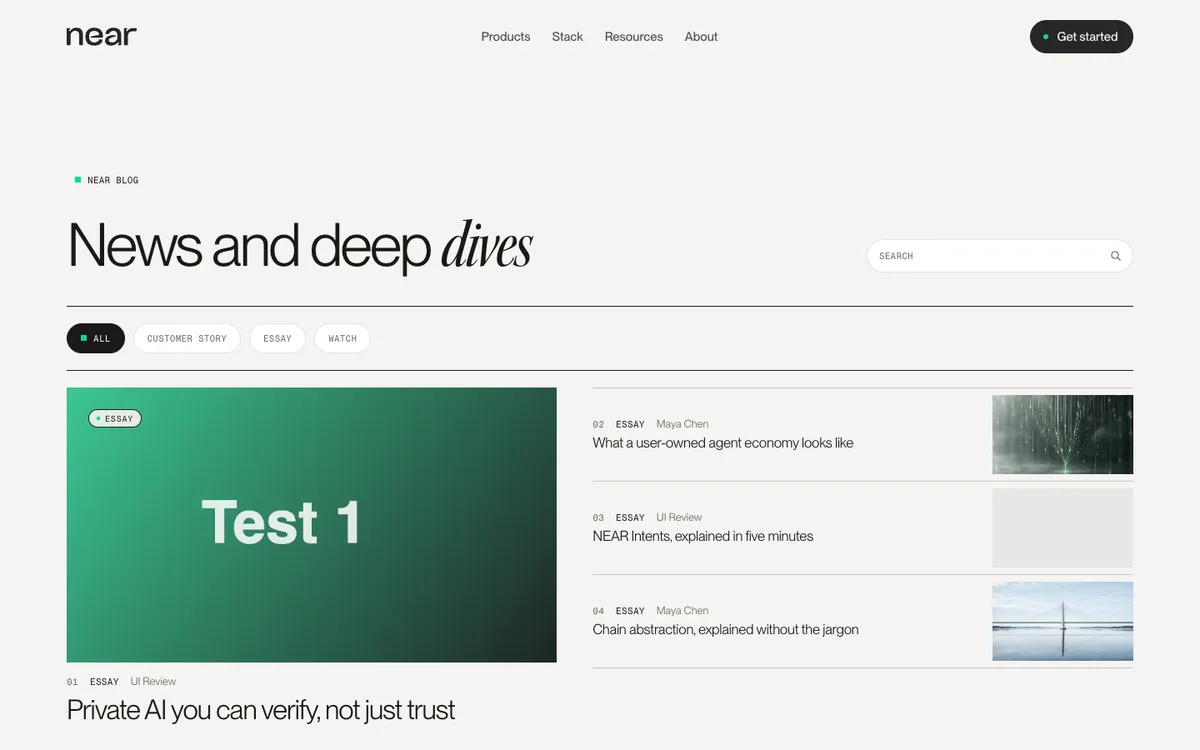 near
Products Stack Resources About
Get started
NEAR BLOG
News and deep dives
SEARCH
ALL CUSTOMER STORY ESSAY WATCH
ESSAY
Test 1
01 ESSAY UI Review
Private AI you can verify, not just trust
02 ESSAY Maya Chen
What a user-owned agent economy looks like
03 ESSAY UI Review
NEAR Intents, explained in five minutes
04 ESSAY Maya Chen
Chain abstraction, explained without the jargon